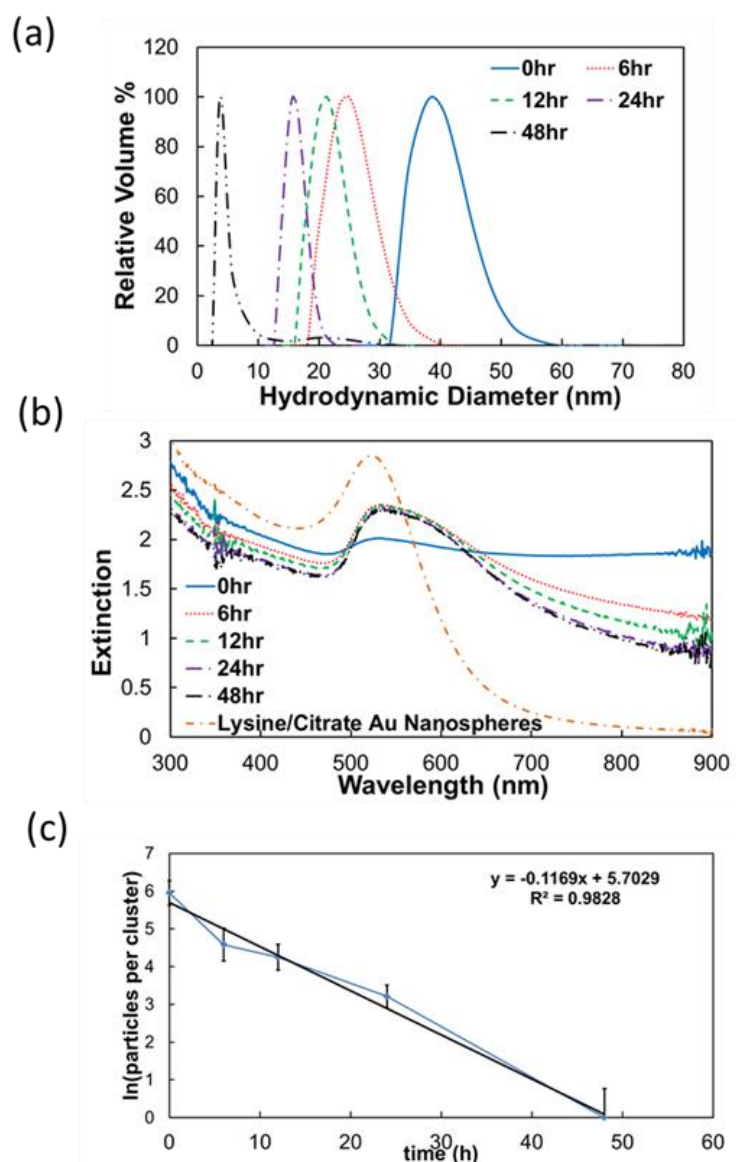 (a)
120
100
80
60
40
20
0
Relative Volume %
0hr 6hr
12hr 24hr
48hr
0 10 20 30 40 50 60 70 80
Hydrodynamic Diameter (nm)
(b)
3
2.5
2
1.5
1
0.5
0
Extinction
0hr
6hr
12hr
24hr
48hr
Lysine/Citrate Au Nanospheres
300 400 500 600 700 800 900
Wavelength (nm)
(c)
7
6
5
4
3
2
1
0
ln(particles per cluster)
y = -0.1169x + 5.7029
R² = 0.9828
0 10 20 30 40 50 60
time (h)